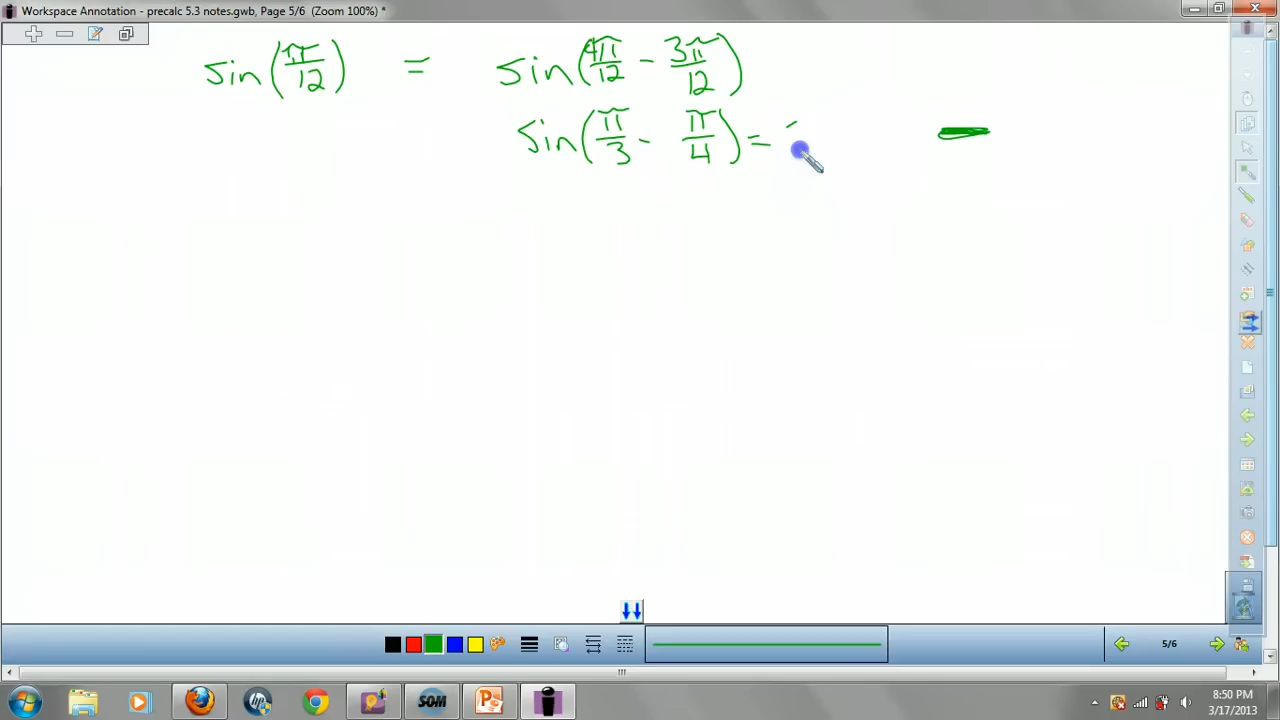 Workspace Annotation - precalc 5.3 notes.gwb, Page 5/6 (Zoom 100%) *
sin(π/12) = sin(4π/12 - 3π/12)
sin(π/3 - π/4) =
5/6
SOM
8:50 PM
3/17/2013